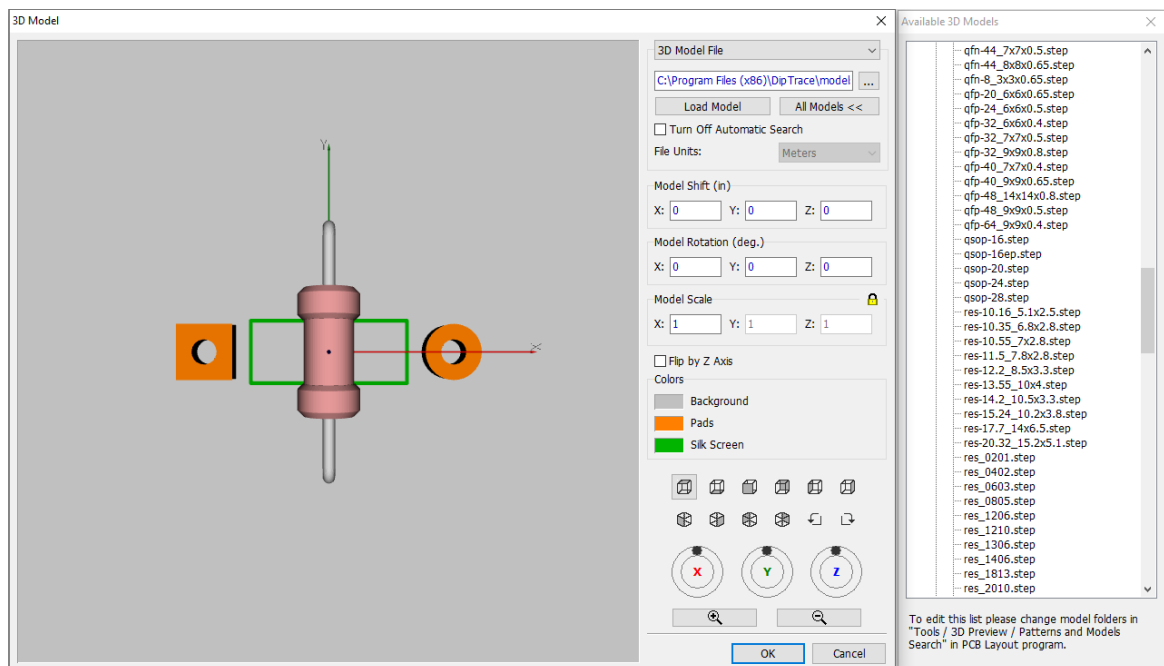 3D Model
3D Model File
C:\Program Files (x86)\DipTrace\model
...
Load Model
All Models <<
Turn Off Automatic Search
File Units:
Meters
Model Shift (in)
X: 0 Y: 0 Z: 0
Model Rotation (deg.)
X: 0 Y: 0 Z: 0
Model Scale
X: 1 Y: 1 Z: 1
Flip by Z Axis
Colors
Background
Pads
Silk Screen
X Y Z
OK
Cancel
Y
X
Available 3D Models
qfn-44_7x7x0.5.step
qfn-44_8x8x0.65.step
qfn-8_3x3x0.65.step
qfp-20_6x6x0.65.step
qfp-24_6x6x0.5.step
qfp-32_6x6x0.4.step
qfp-32_7x7x0.5.step
qfp-32_9x9x0.8.step
qfp-40_7x7x0.4.step
qfp-40_9x9x0.65.step
qfp-48_14x14x0.8.step
qfp-48_9x9x0.5.step
qfp-64_9x9x0.4.step
qsop-16.step
qsop-16ep.step
qsop-20.step
qsop-24.step
qsop-28.step
res-10.16_5.1x2.5.step
res-10.35_6.8x2.8.step
res-10.55_7x2.8.step
res-11.5_7.8x2.8.step
res-12.2_8.5x3.3.step
res-13.55_10x4.step
res-14.2_10.5x3.3.step
res-15.24_10.2x3.8.step
res-17.7_14x6.5.step
res-20.32_15.2x5.1.step
res_0201.step
res_0402.step
res_0603.step
res_0805.step
res_1206.step
res_1210.step
res_1306.step
res_1406.step
res_1813.step
res_2010.step
To edit this list please change model folders in
"Tools / 3D Preview / Patterns and Models
Search" in PCB Layout program.